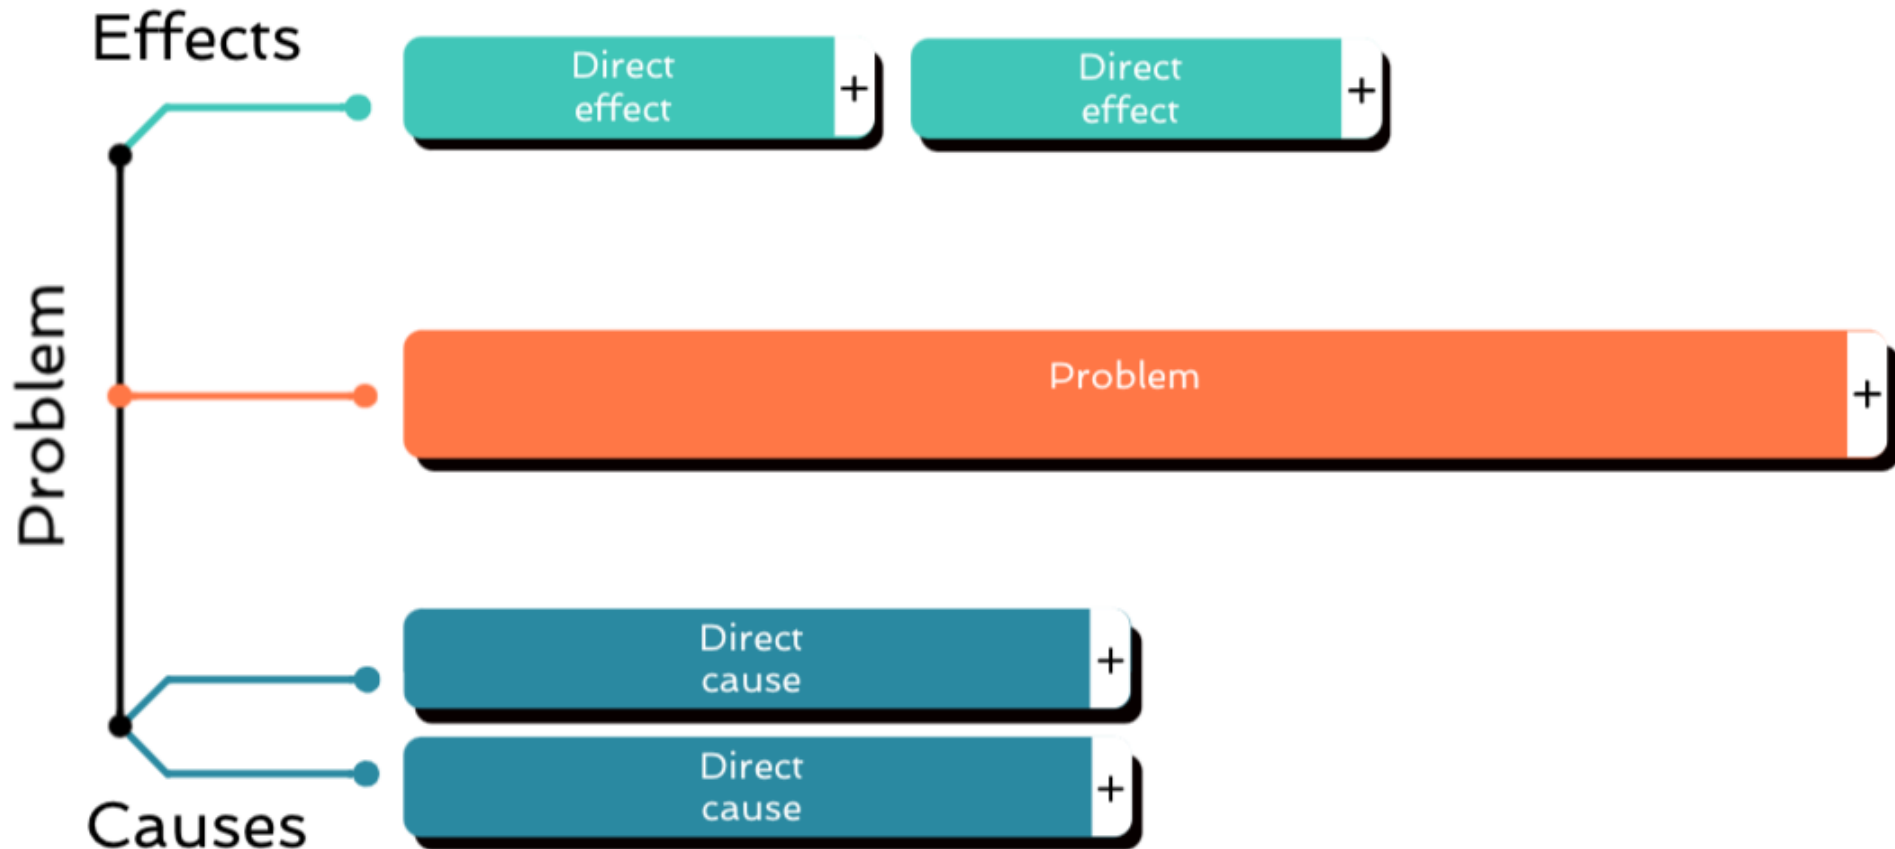 Effects
Direct
effect
+
Direct
effect
+
Problem
Problem
+
Direct
cause
+
Direct
cause
+
Causes